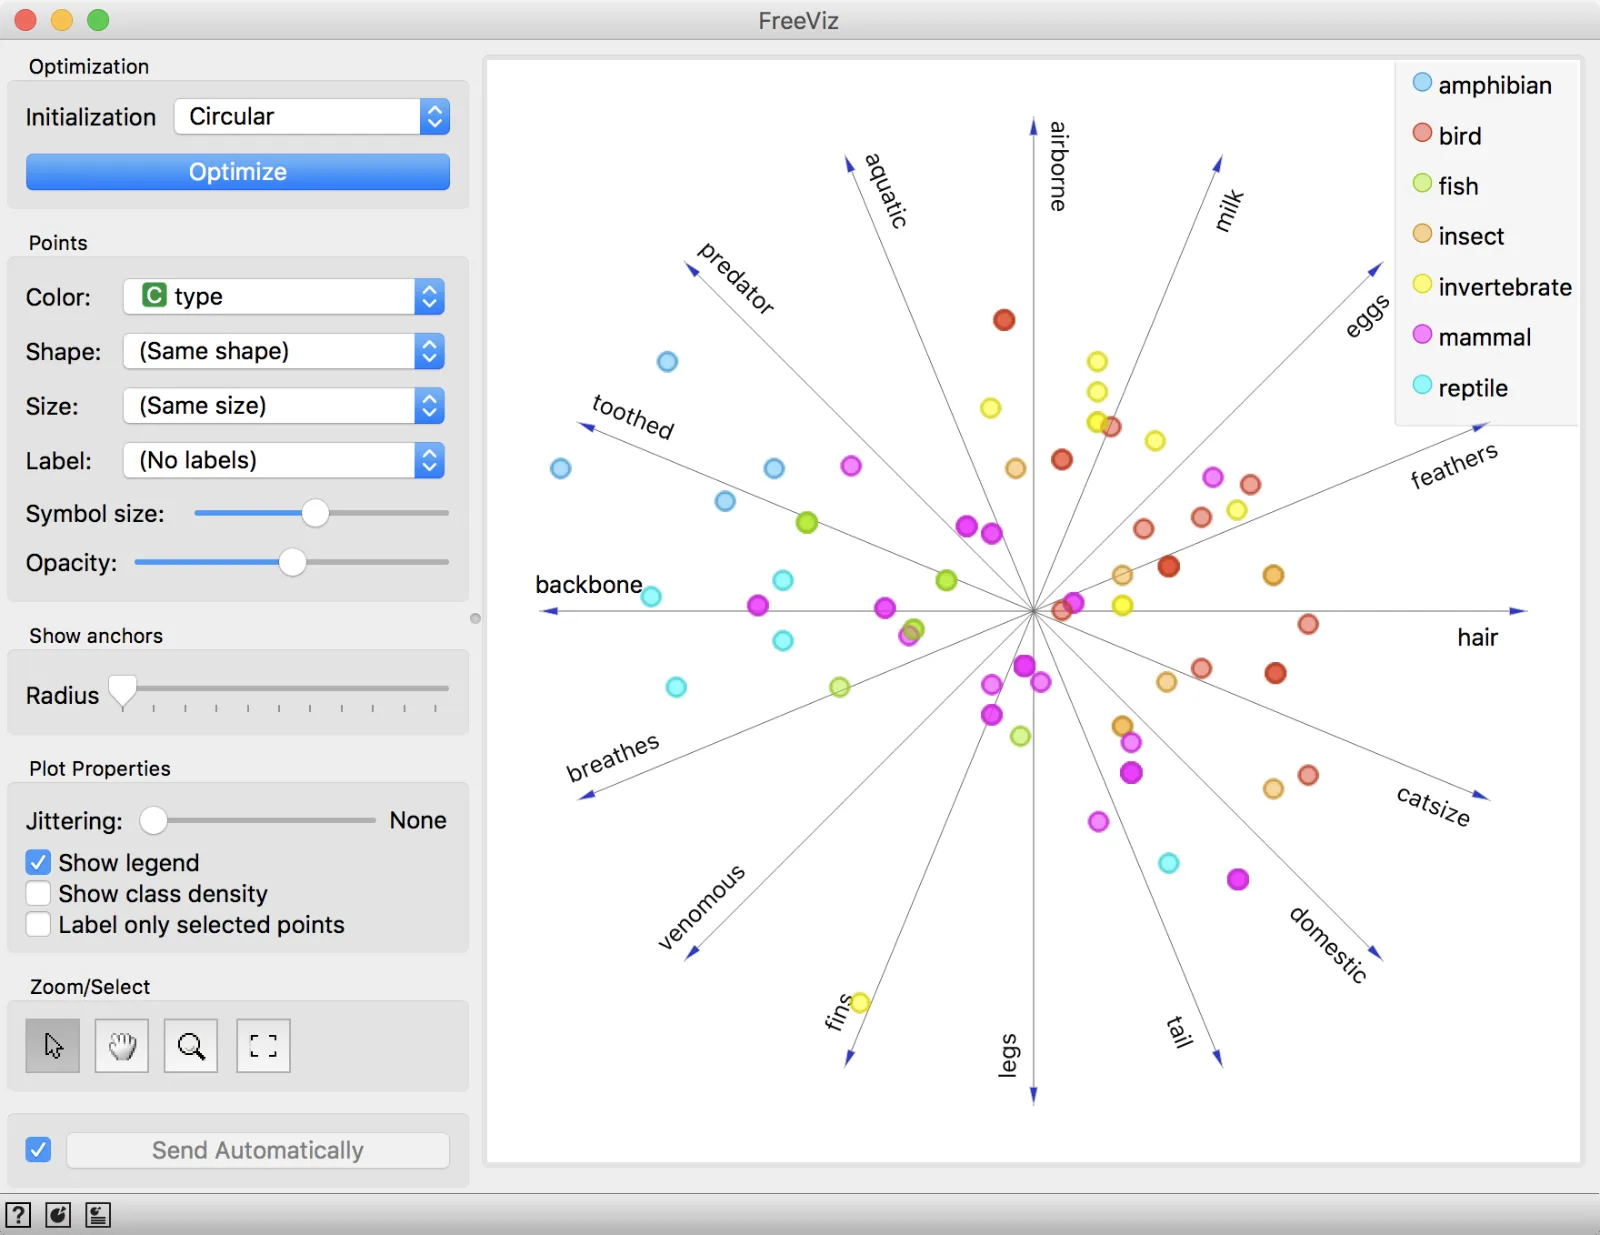 FreeViz
Optimization
Initialization Circular
Optimize
Points
Color: C type
Shape: (Same shape)
Size: (Same size)
Label: (No labels)
Symbol size:
Opacity:
Show anchors
Radius
Plot Properties
Jittering: None
Show legend
Show class density
Label only selected points
Zoom/Select
Send Automatically
?
airborne
milk
eggs
feathers
hair
catsize
domestic
tail
legs
fins
venomous
breathes
backbone
toothed
predator
aquatic
amphibian
bird
fish
insect
invertebrate
mammal
reptile